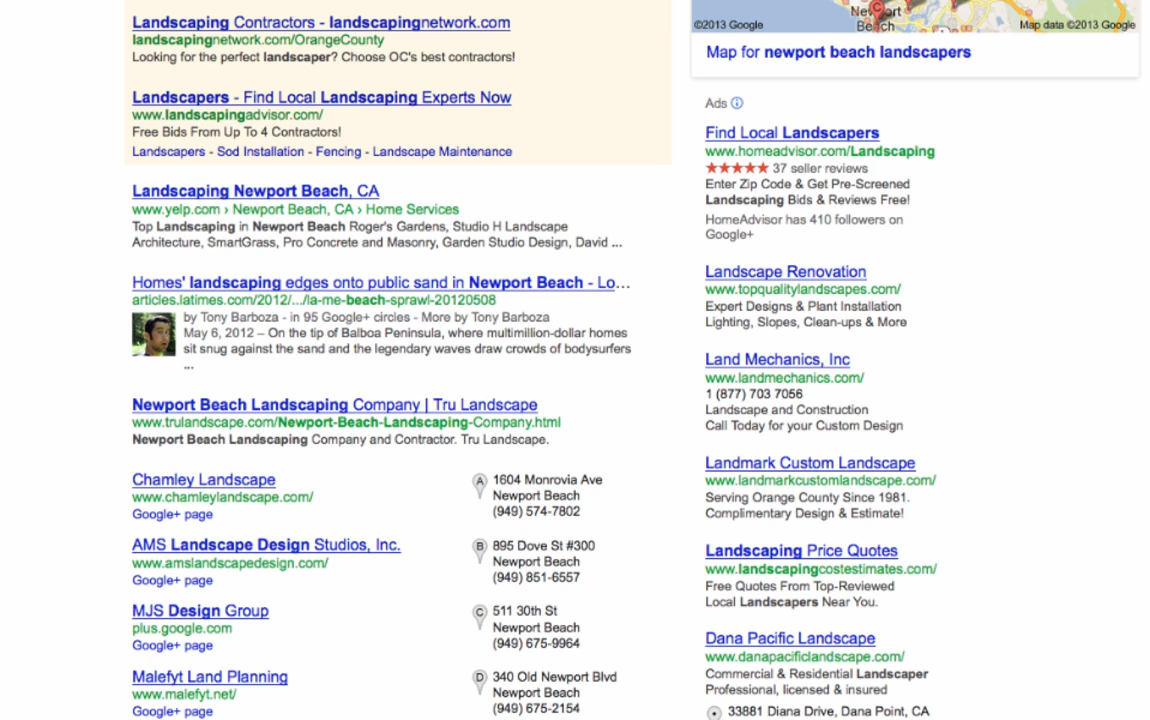 Landscaping Contractors - landscapingnetwork.com
landscapingnetwork.com/OrangeCounty
Looking for the perfect landscaper? Choose OC's best contractors!
Landscapers - Find Local Landscaping Experts Now
www.landscapingadvisor.com/
Free Bids From Up To 4 Contractors!
Landscapers - Sod Installation - Fencing - Landscape Maintenance
Landscaping Newport Beach, CA
www.yelp.com › Newport Beach, CA › Home Services
Top Landscaping in Newport Beach Roger's Gardens, Studio H Landscape
Architecture, SmartGrass, Pro Concrete and Masonry, Garden Studio Design, David ...
Homes' landscaping edges onto public sand in Newport Beach - Lo...
articles.latimes.com/2012/.../la-me-beach-sprawl-20120508
by Tony Barboza - in 95 Google+ circles - More by Tony Barboza
May 6, 2012 – On the tip of Balboa Peninsula, where multimillion-dollar homes
sit snug against the sand and the legendary waves draw crowds of bodysurfers
...
Newport Beach Landscaping Company | Tru Landscape
www.trulandscape.com/Newport-Beach-Landscaping-Company.html
Newport Beach Landscaping Company and Contractor. Tru Landscape.
Chamley Landscape
www.chamleylandscape.com/
Google+ page
A 1604 Monrovia Ave
Newport Beach
(949) 574-7802
AMS Landscape Design Studios, Inc.
www.amslandscapedesign.com/
Google+ page
B 895 Dove St #300
Newport Beach
(949) 851-6557
MJS Design Group
plus.google.com
Google+ page
C 511 30th St
Newport Beach
(949) 675-9964
Malefyt Land Planning
www.malefyt.net/
Google+ page
D 340 Old Newport Blvd
Newport Beach
(949) 675-2154
Newport
Beach
C
©2013 Google
Map data ©2013 Google
Map for newport beach landscapers
Ads
Find Local Landscapers
www.homeadvisor.com/Landscaping
★★★★★ 37 seller reviews
Enter Zip Code & Get Pre-Screened
Landscaping Bids & Reviews Free!
HomeAdvisor has 410 followers on
Google+
Landscape Renovation
www.topqualitylandscapes.com/
Expert Designs & Plant Installation
Lighting, Slopes, Clean-ups & More
Land Mechanics, Inc
www.landmechanics.com/
1 (877) 703 7056
Landscape and Construction
Call Today for your Custom Design
Landmark Custom Landscape
www.landmarkcustomlandscape.com/
Serving Orange County Since 1981.
Complimentary Design & Estimate!
Landscaping Price Quotes
www.landscapingcostestimates.com/
Free Quotes From Top-Reviewed
Local Landscapers Near You.
Dana Pacific Landscape
www.danapacificlandscape.com/
Commercial & Residential Landscaper
Professional, licensed & insured
33881 Diana Drive, Dana Point, CA